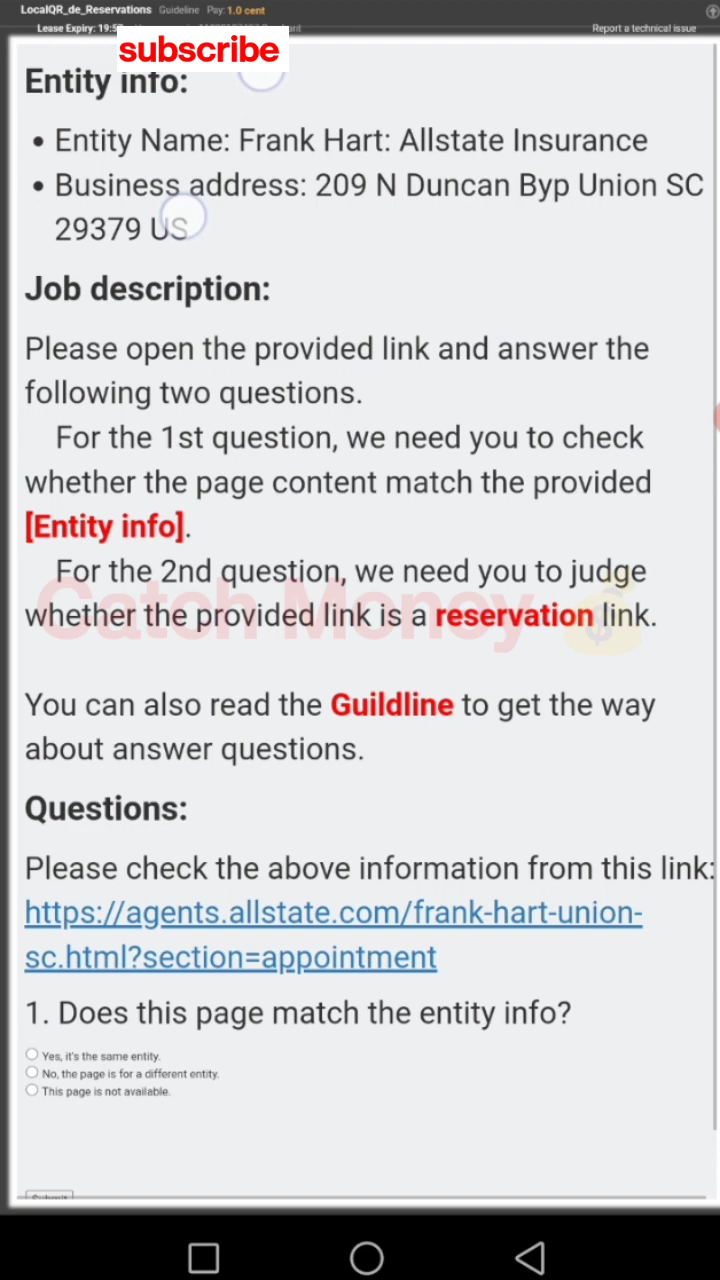 LocalQR_de_Reservations Guideline Pay: 1.0 cent
Lease Expiry: 19:5
Report a technical issue
subscribe
Entity info:
• Entity Name: Frank Hart: Allstate Insurance
• Business address: 209 N Duncan Byp Union SC
29379 US
Job description:
Please open the provided link and answer the
following two questions.
For the 1st question, we need you to check
whether the page content match the provided
[Entity info].
For the 2nd question, we need you to judge
whether the provided link is a reservation link.
Catch Money 💰
You can also read the Guildline to get the way
about answer questions.
Questions:
Please check the above information from this link:
https://agents.allstate.com/frank-hart-union-
sc.html?section=appointment
1. Does this page match the entity info?
Yes, it's the same entity.
No, the page is for a different entity.
This page is not available.
Submit